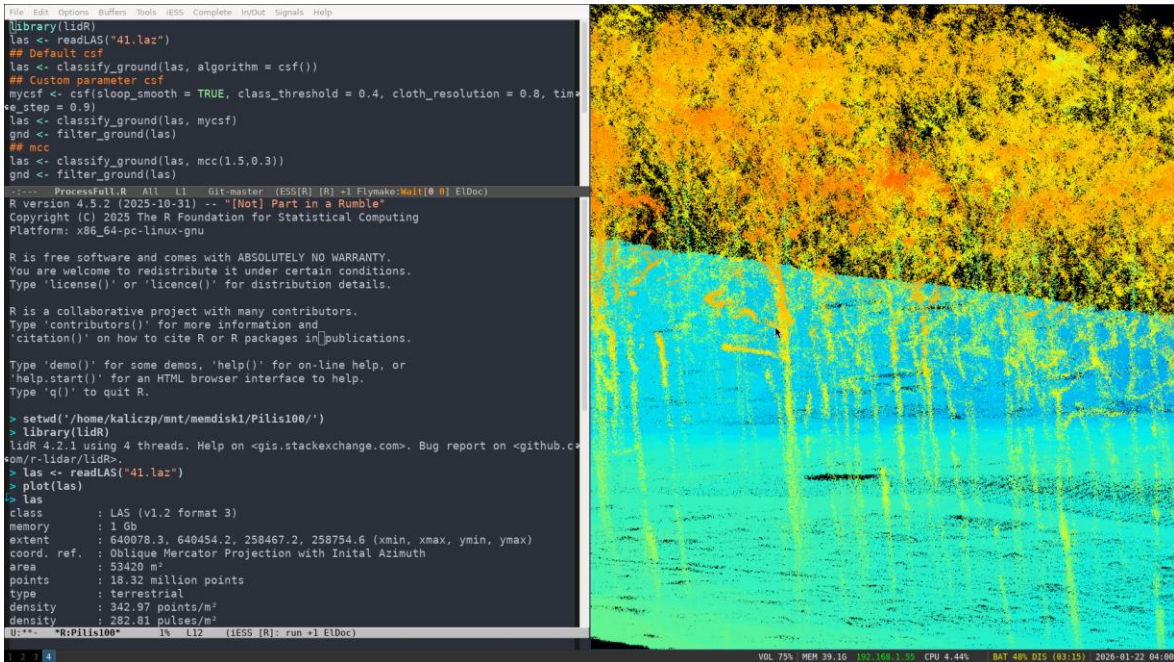 File Edit Options Buffers Tools iESS Complete In/Out Signals Help
library(lidR)
las <- readLAS("41.laz")
## Default csf
las <- classify_ground(las, algorithm = csf())
## Custom parameter csf
mycsf <- csf(sloop_smooth = TRUE, class_threshold = 0.4, cloth_resolution = 0.8, tim
e_step = 0.9)
las <- classify_ground(las, mycsf)
gnd <- filter_ground(las)
## mcc
las <- classify_ground(las, mcc(1.5,0.3))
gnd <- filter_ground(las)
-:--- ProcessFull.R All L1 Git-master (ESS[R] [R] +1 Flymake:Wait[0 0] ElDoc)
R version 4.5.2 (2025-10-31) -- "[Not] Part in a Rumble"
Copyright (C) 2025 The R Foundation for Statistical Computing
Platform: x86_64-pc-linux-gnu
R is free software and comes with ABSOLUTELY NO WARRANTY.
You are welcome to redistribute it under certain conditions.
Type 'license()' or 'licence()' for distribution details.
R is a collaborative project with many contributors.
Type 'contributors()' for more information and
'citation()' on how to cite R or R packages in publications.
Type 'demo()' for some demos, 'help()' for on-line help, or
'help.start()' for an HTML browser interface to help.
Type 'q()' to quit R.
> setwd('/home/kaliczp/mnt/memdisk1/Pilis100/')
> library(lidR)
lidR 4.2.1 using 4 threads. Help on <gis.stackexchange.com>. Bug report on <github.c
om/r-lidar/lidR>.
> las <- readLAS("41.laz")
> plot(las)
> las
class : LAS (v1.2 format 3)
memory : 1 Gb
extent : 640078.3, 640454.2, 258467.2, 258754.6 (xmin, xmax, ymin, ymax)
coord. ref. : Oblique Mercator Projection with Inital Azimuth
area : 53420 m²
points : 18.32 million points
type : terrestrial
density : 342.97 points/m²
density : 282.81 pulses/m²
U:**- *R:Pilis100* 1% L12 (iESS [R]: run +1 ElDoc)
1 2 3 4 VOL 75% MEM 39.1G 192.168.1.55 CPU 4.44% BAT 48% DIS (03:15) 2026-01-22 04:00